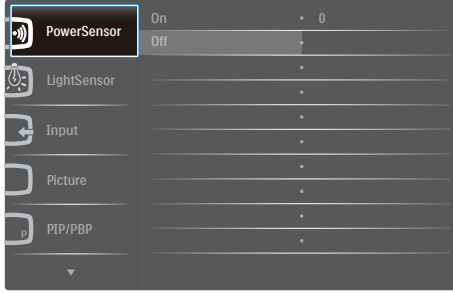 PowerSensor
On • 0
Off •
LightSensor
•
•
Input
•
•
Picture
•
•
P
PIP/PBP
•
•
▼